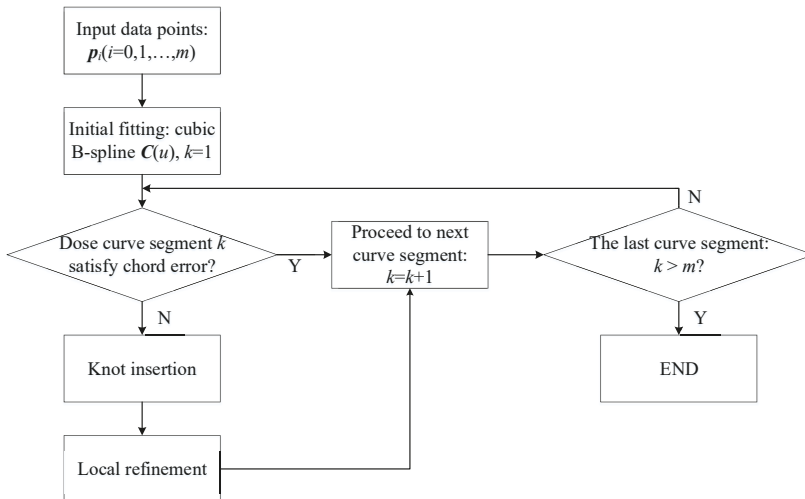 Input data points:
pi(i=0,1,…,m)
Initial fitting: cubic
B-spline C(u), k=1
N
Dose curve segment k
satisfy chord error?
Y
Proceed to next
curve segment:
k=k+1
The last curve segment:
k > m?
N
Y
Knot insertion
END
Local refinement